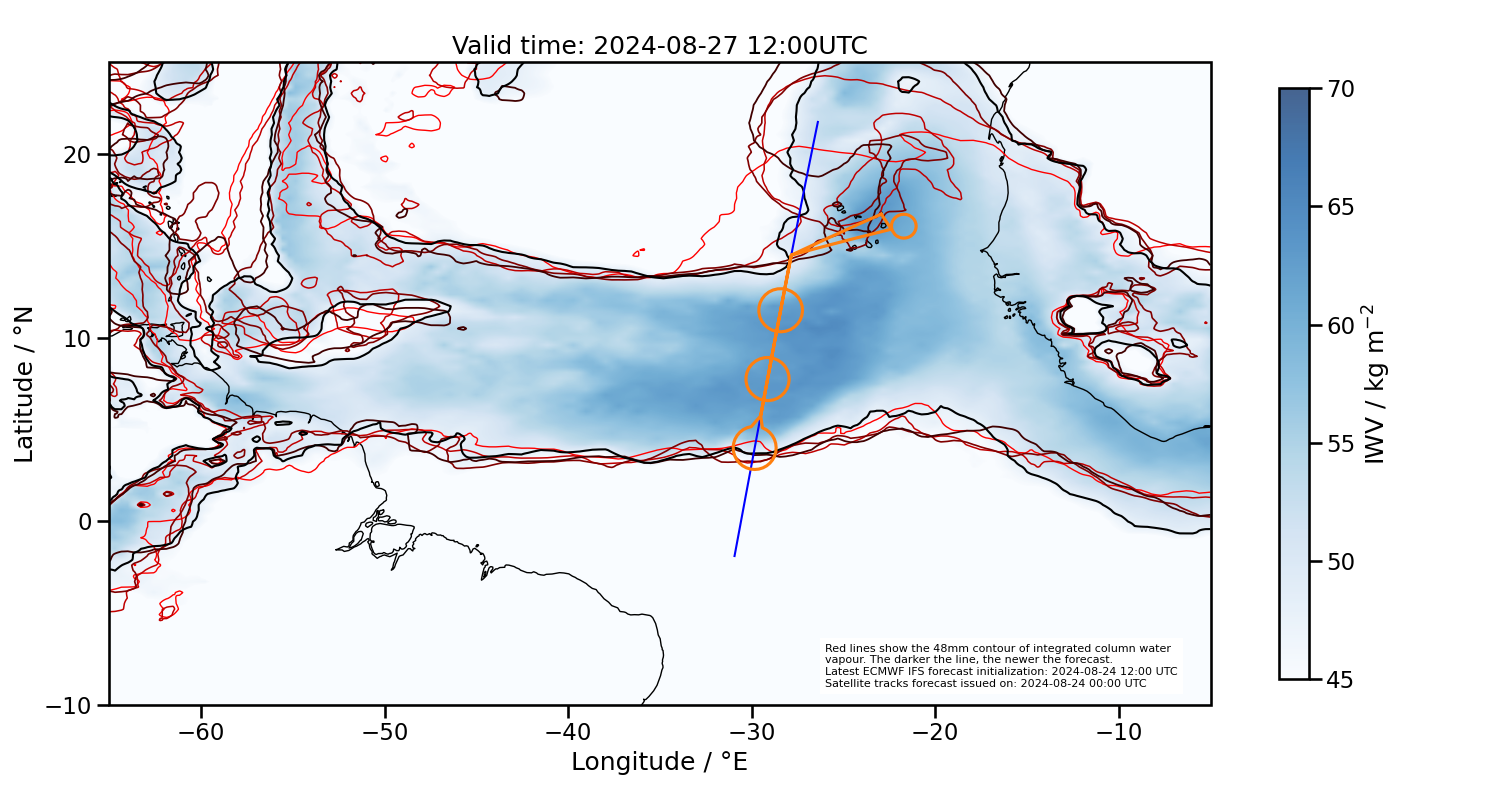 Valid time: 2024-08-27 12:00UTC
Latitude / °N
20
10
0
−10
−60
−50
−40
−30
−20
−10
Longitude / °E
Red lines show the 48mm contour of integrated column water
vapour. The darker the line, the newer the forecast.
Latest ECMWF IFS forecast initialization: 2024-08-24 12:00 UTC
Satellite tracks forecast issued on: 2024-08-24 00:00 UTC
70
65
60
55
50
45
IWV / kg m⁻²